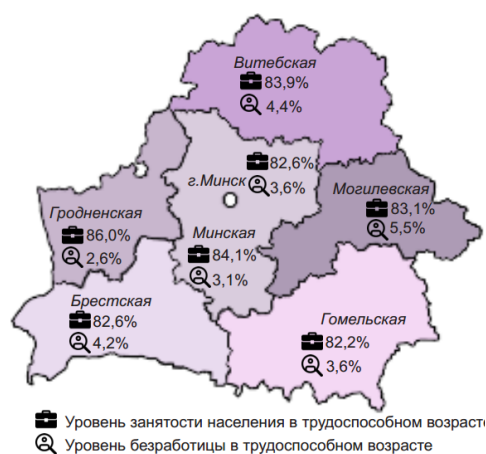 Витебская
83,9%
4,4%
82,6%
г.Минск
3,6%
Могилевская
83,1%
5,5%
Гродненская
86,0%
2,6%
Минская
84,1%
3,1%
Брестская
82,6%
4,2%
Гомельская
82,2%
3,6%
Уровень занятости населения в трудоспособном возрасте
Уровень безработицы в трудоспособном возрасте